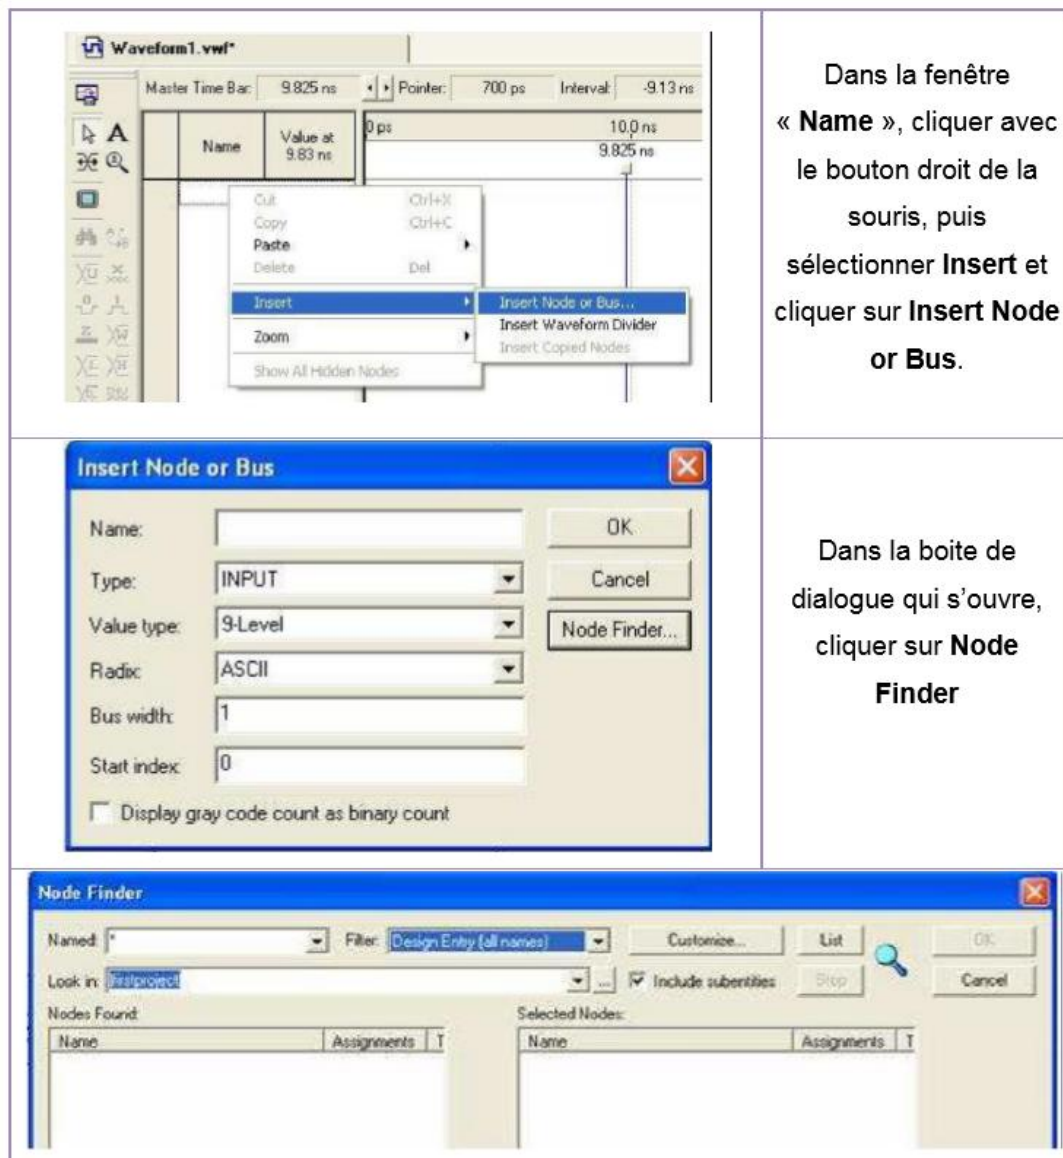 Waveform1.vwf*
Master Time Bar: 9.825 ns Pointer: 700 ps Interval: -9.13 ns
A
Name
Value at
9.83 ns
0 ps 10.0 ns
9.825 ns
Cut Ctrl+X
Copy Ctrl+C
Paste
Delete Del
Insert
Zoom
Show All Hidden Nodes
Insert Node or Bus...
Insert Waveform Divider
Insert Copied Nodes
Dans la fenêtre
« Name », cliquer avec
le bouton droit de la
souris, puis
sélectionner Insert et
cliquer sur Insert Node
or Bus.
Insert Node or Bus
Name: OK
Type: INPUT Cancel
Value type: 9-Level Node Finder...
Radix: ASCII
Bus width: 1
Start index: 0
Display gray code count as binary count
Dans la boite de
dialogue qui s'ouvre,
cliquer sur Node
Finder
Node Finder
Named: * Filter: Design Entry (all names) Customize... List OK
Look in: firstproject ... Include subentities Stop Cancel
Nodes Found: Selected Nodes:
Name Assignments T Name Assignments T